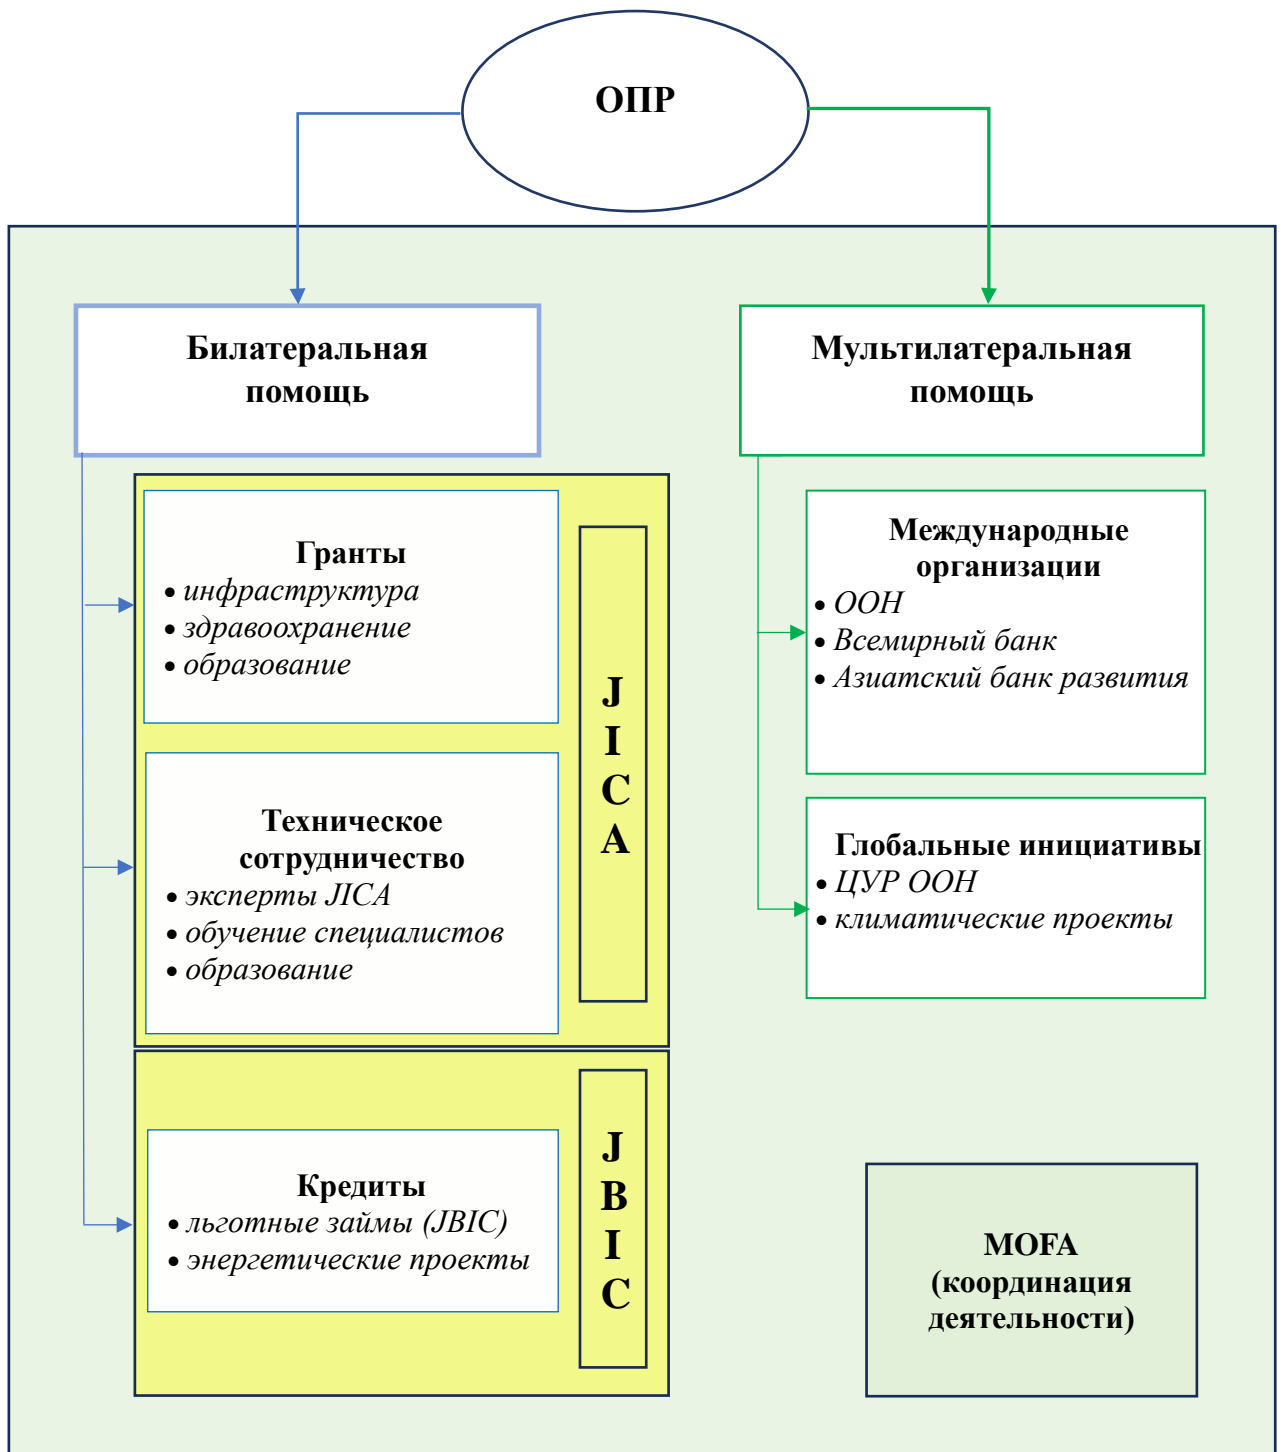 ОПР
Билатеральная
помощь
Гранты
• инфраструктура
• здравоохранение
• образование
Техническое
сотрудничество
• эксперты JICA
• обучение специалистов
• образование
J
I
C
A
Кредиты
• льготные займы (JBIC)
• энергетические проекты
J
B
I
C
Мультилатеральная
помощь
Международные
организации
• ООН
• Всемирный банк
• Азиатский банк развития
Глобальные инициативы
• ЦУР ООН
• климатические проекты
MOFA
(координация
деятельности)